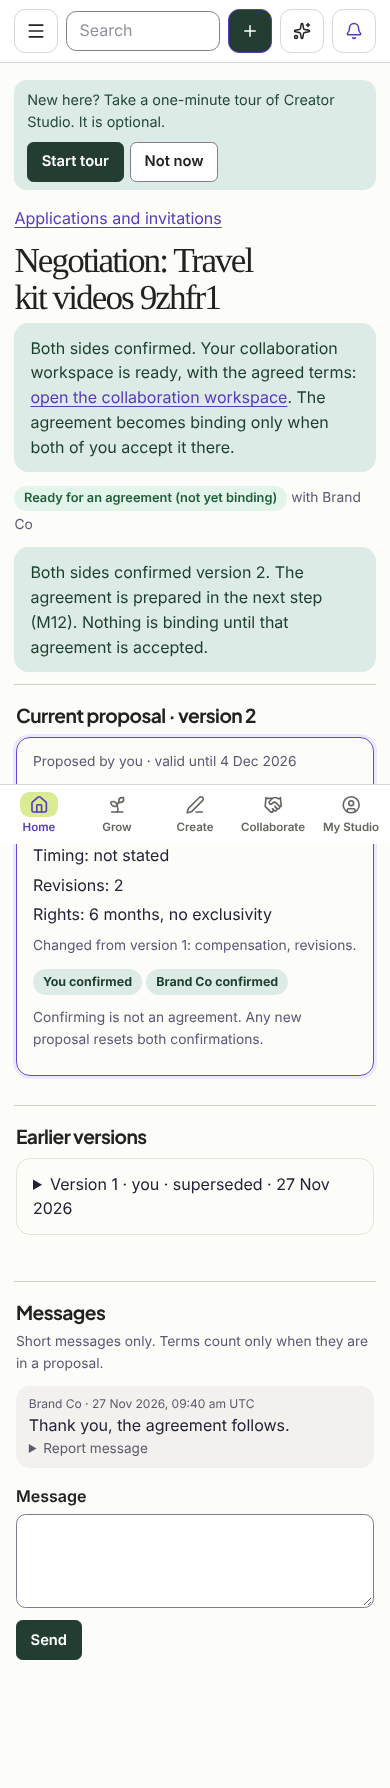 Search
New here? Take a one-minute tour of Creator
Studio. It is optional.
Start tour
Not now
Applications and invitations
Negotiation: Travel
kit videos 9zhfr1
Both sides confirmed. Your collaboration
workspace is ready, with the agreed terms:
open the collaboration workspace. The
agreement becomes binding only when
both of you accept it there.
Ready for an agreement (not yet binding) with Brand
Co
Both sides confirmed version 2. The
agreement is prepared in the next step
(M12). Nothing is binding until that
agreement is accepted.
Current proposal · version 2
Proposed by you · valid until 4 Dec 2026
Home
Grow
Create
Collaborate
My Studio
Timing: not stated
Revisions: 2
Rights: 6 months, no exclusivity
Changed from version 1: compensation, revisions.
You confirmed
Brand Co confirmed
Confirming is not an agreement. Any new
proposal resets both confirmations.
Earlier versions
Version 1 · you · superseded · 27 Nov
2026
Messages
Short messages only. Terms count only when they are
in a proposal.
Brand Co · 27 Nov 2026, 09:40 am UTC
Thank you, the agreement follows.
Report message
Message
Send